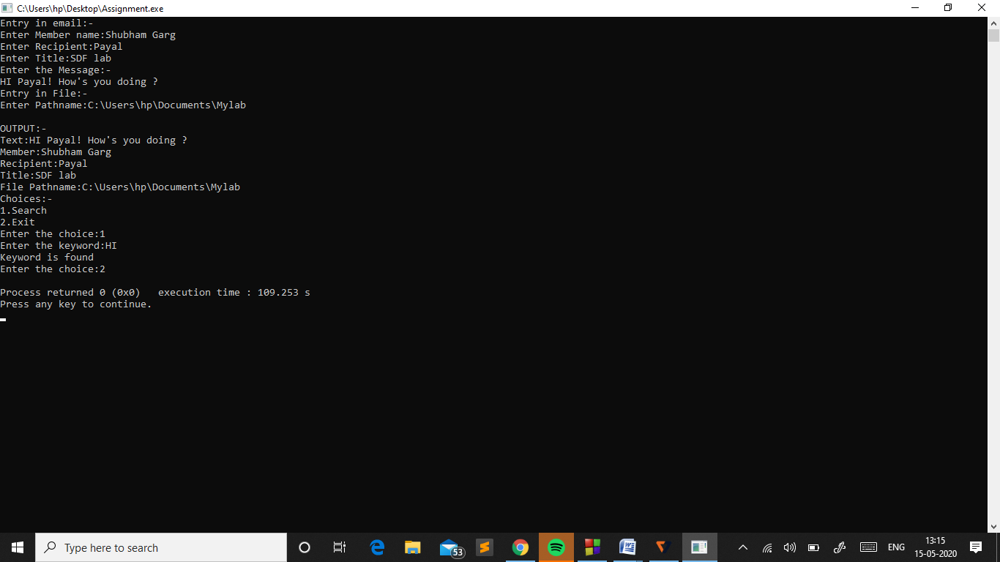 C:\Users\hp\Desktop\Assignment.exe
Entry in email:-
Enter Member name:Shubham Garg
Enter Recipient:Payal
Enter Title:SDF lab
Enter the Message:-
HI Payal! How's you doing ?
Entry in File:-
Enter Pathname:C:\Users\hp\Documents\Mylab
OUTPUT:-
Text:HI Payal! How's you doing ?
Member:Shubham Garg
Recipient:Payal
Title:SDF lab
File Pathname:C:\Users\hp\Documents\Mylab
Choices:-
1.Search
2.Exit
Enter the choice:1
Enter the keyword:HI
Keyword is found
Enter the choice:2
Process returned 0 (0x0)   execution time : 109.253 s
Press any key to continue.
Type here to search
53
ENG
13:15
15-05-2020